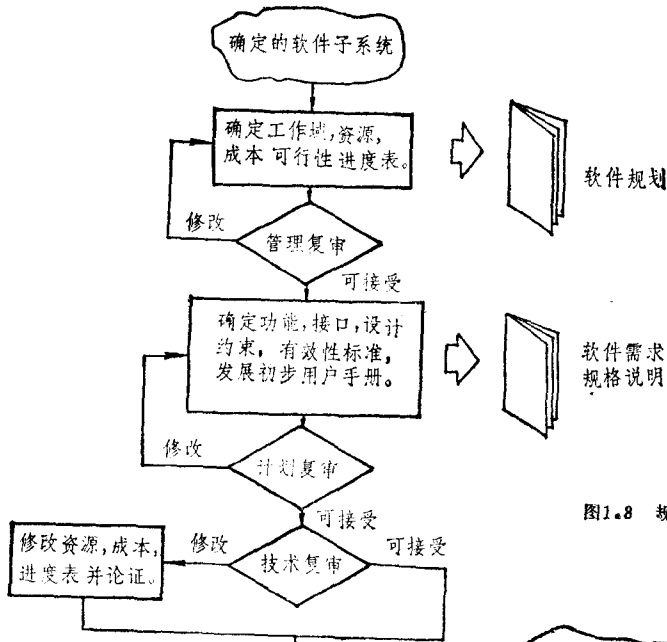 确定的软件子系统
确定工作域,资源,
成本 可行性进度表。
软件规划
修改
管理复审
可接受
确定功能,接口,设计
约束, 有效性标准,
发展初步用户手册。
软件需求
规格说明
修改
计划复审
可接受
图1.8
修改资源,成本,
进度表并论证。
修改
技术复审
可接受